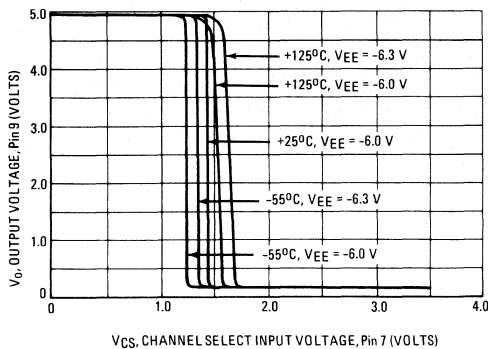 5.0
4.0
3.0
2.0
1.0
0
V₀, OUTPUT VOLTAGE, Pin 9 (VOLTS)
+125°C, VEE = -6.3 V
+125°C, VEE = -6.0 V
+25°C, VEE = -6.0 V
-55°C, VEE = -6.3 V
-55°C, VEE = -6.0 V
0 1.0 2.0 3.0 4.0
VCS, CHANNEL SELECT INPUT VOLTAGE, Pin 7 (VOLTS)